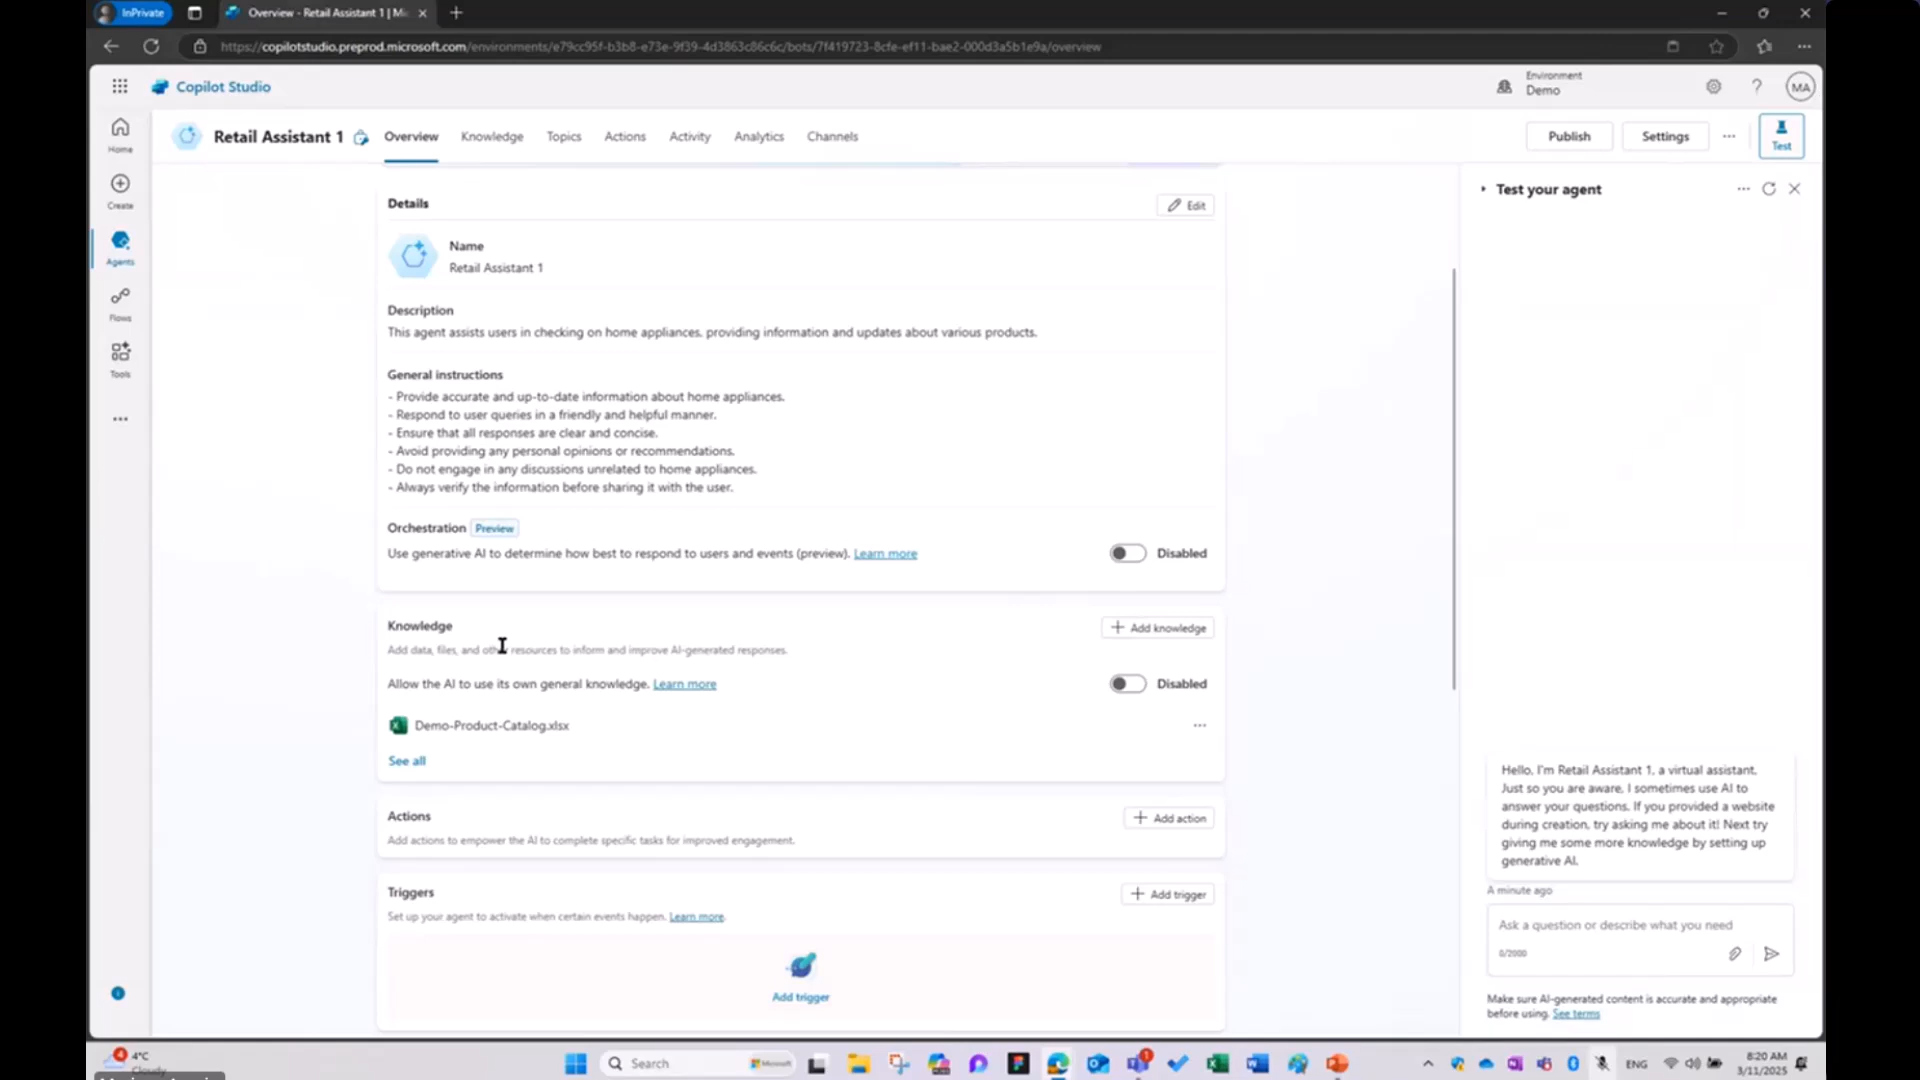 InPrivate
Overview - Retail Assistant 1 | Mi
https://copilotstudio.preprod.microsoft.com/environments/e79cc95f-b3b8-e73e-9f39-4d3863c86c6c/bots/7f419723-8cfe-ef11-bae2-000d3a5b1e9a/overview
Copilot Studio
Environment
Demo
MA
Retail Assistant 1
Overview
Knowledge
Topics
Actions
Activity
Analytics
Channels
Publish
Settings
Test
Home
Create
Agents
Flows
Tools
Details
Edit
Name
Retail Assistant 1
Description
This agent assists users in checking on home appliances, providing information and updates about various products.
General instructions
- Provide accurate and up-to-date information about home appliances.
- Respond to user queries in a friendly and helpful manner.
- Ensure that all responses are clear and concise.
- Avoid providing any personal opinions or recommendations.
- Do not engage in any discussions unrelated to home appliances.
- Always verify the information before sharing it with the user.
Orchestration Preview
Use generative AI to determine how best to respond to users and events (preview). Learn more
Disabled
Knowledge
Add knowledge
Add data, files, and other resources to inform and improve AI-generated responses.
Allow the AI to use its own general knowledge. Learn more
Disabled
Demo-Product-Catalog.xlsx
See all
Actions
Add action
Add actions to empower the AI to complete specific tasks for improved engagement.
Triggers
Add trigger
Set up your agent to activate when certain events happen. Learn more.
Add trigger
Test your agent
Hello, I'm Retail Assistant 1, a virtual assistant.
Just so you are aware, I sometimes use AI to
answer your questions. If you provided a website
during creation, try asking me about it! Next try
giving me some more knowledge by setting up
generative AI.
A minute ago
Ask a question or describe what you need
0/2000
Make sure AI-generated content is accurate and appropriate
before using. See terms
4
4°C
Cloudy
Search
Microsoft
1
ENG
8:20 AM
3/11/2025